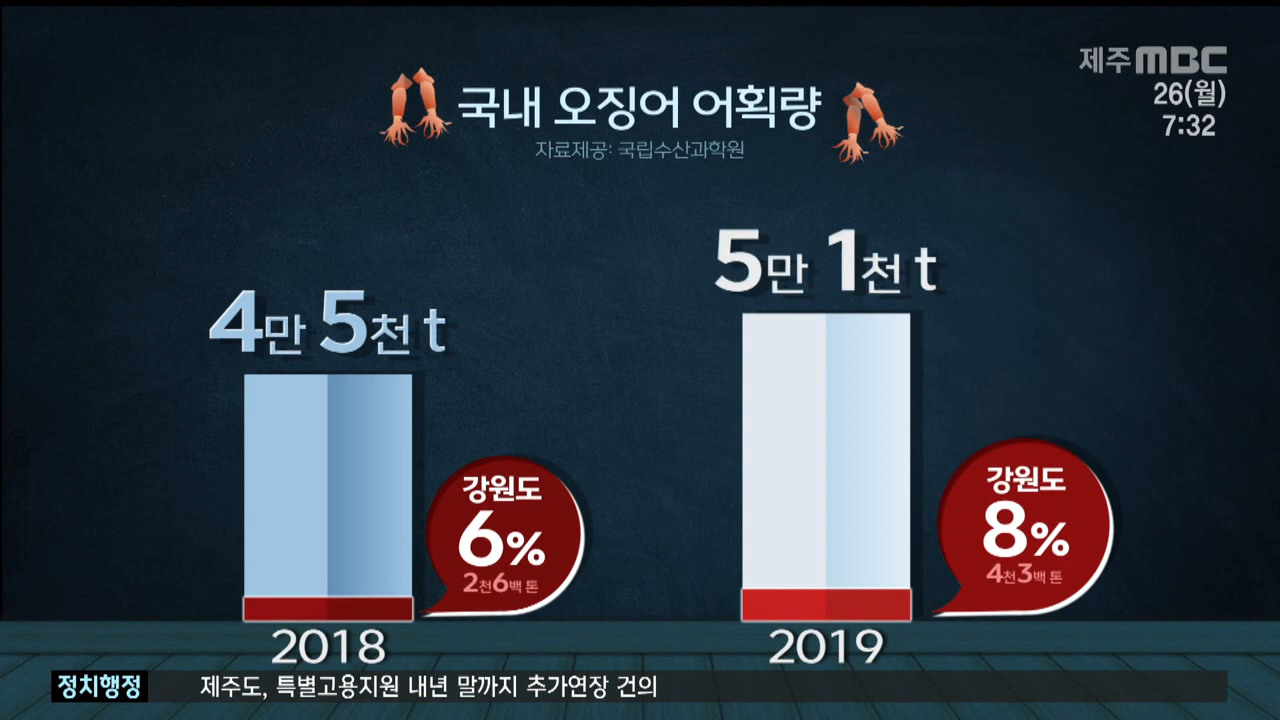 제주MBC
26(월)
7:32
국내 오징어 어획량
자료제공: 국립수산과학원
4만 5천 t
5만 1천 t
강원도
6%
2천6백 톤
강원도
8%
4천3백 톤
2018
2019
정치행정
제주도, 특별고용지원 내년 말까지 추가연장 건의